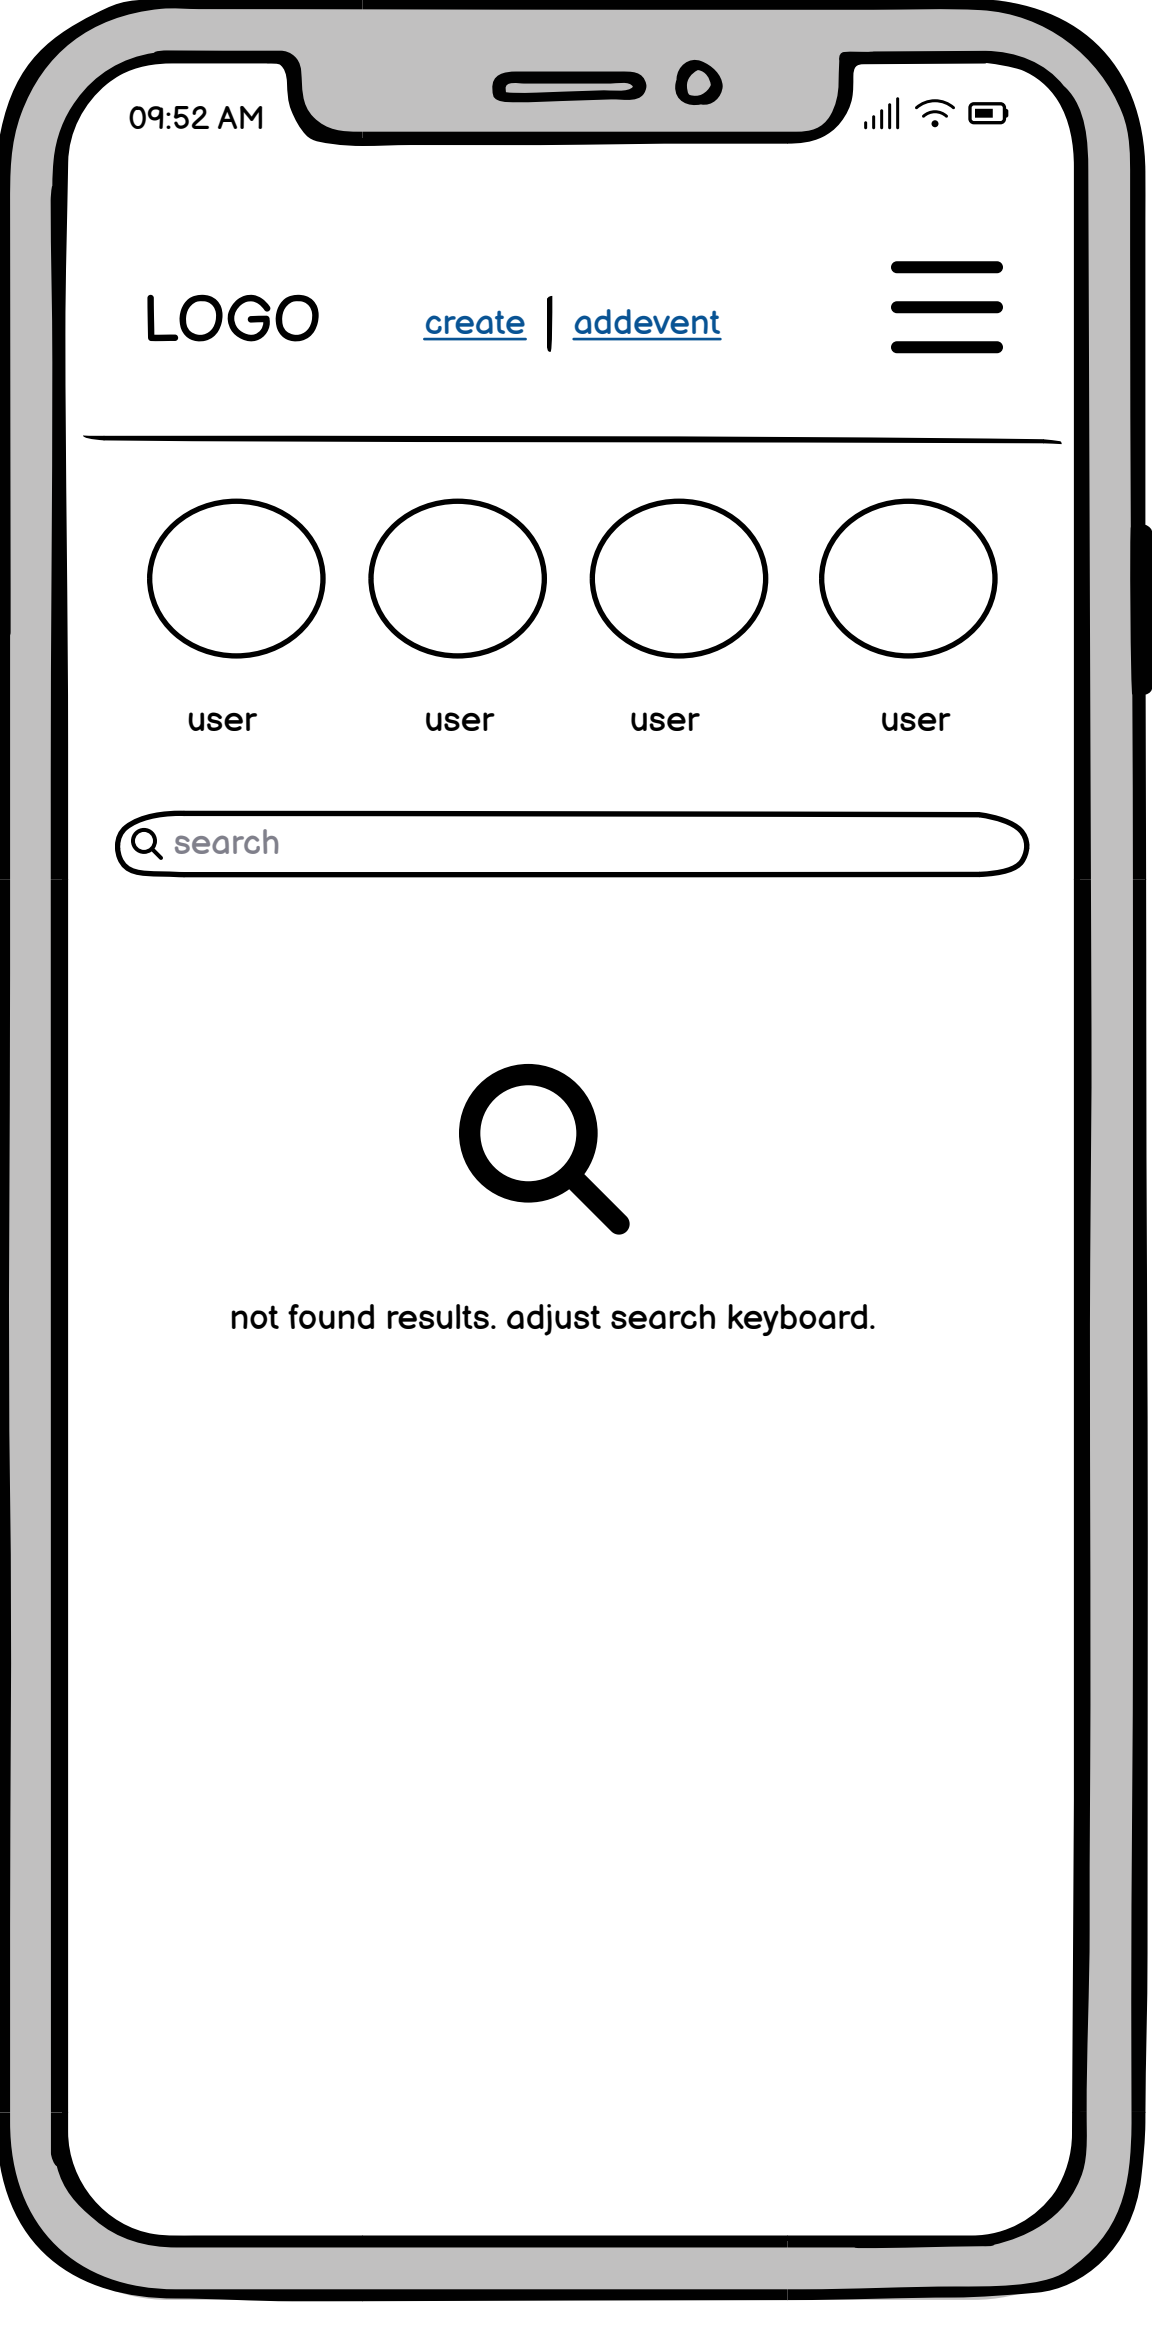 09:52 AM
LOGO
create | addevent
user user user user
search
not found results. adjust search keyboard.